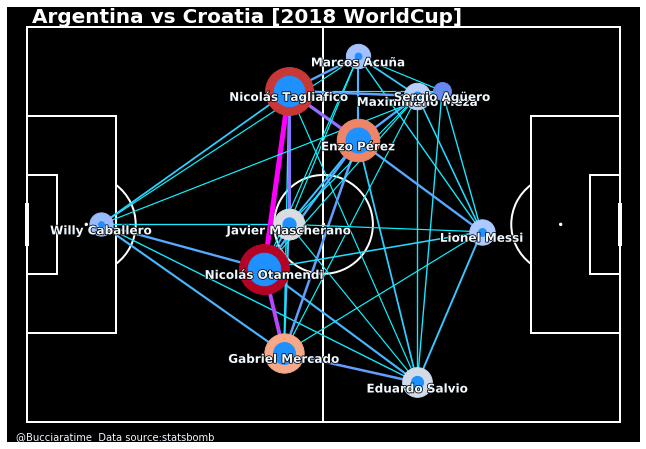 Argentina vs Croatia [2018 WorldCup]
Marcos Acuña
Nicolás Tagliafico
Sergio Agüero
Maximiliano Meza
Enzo Pérez
Willy Caballero
Javier Mascherano
Lionel Messi
Nicolás Otamendi
Gabriel Mercado
Eduardo Salvio
@Bucciaratime Data source:statsbomb